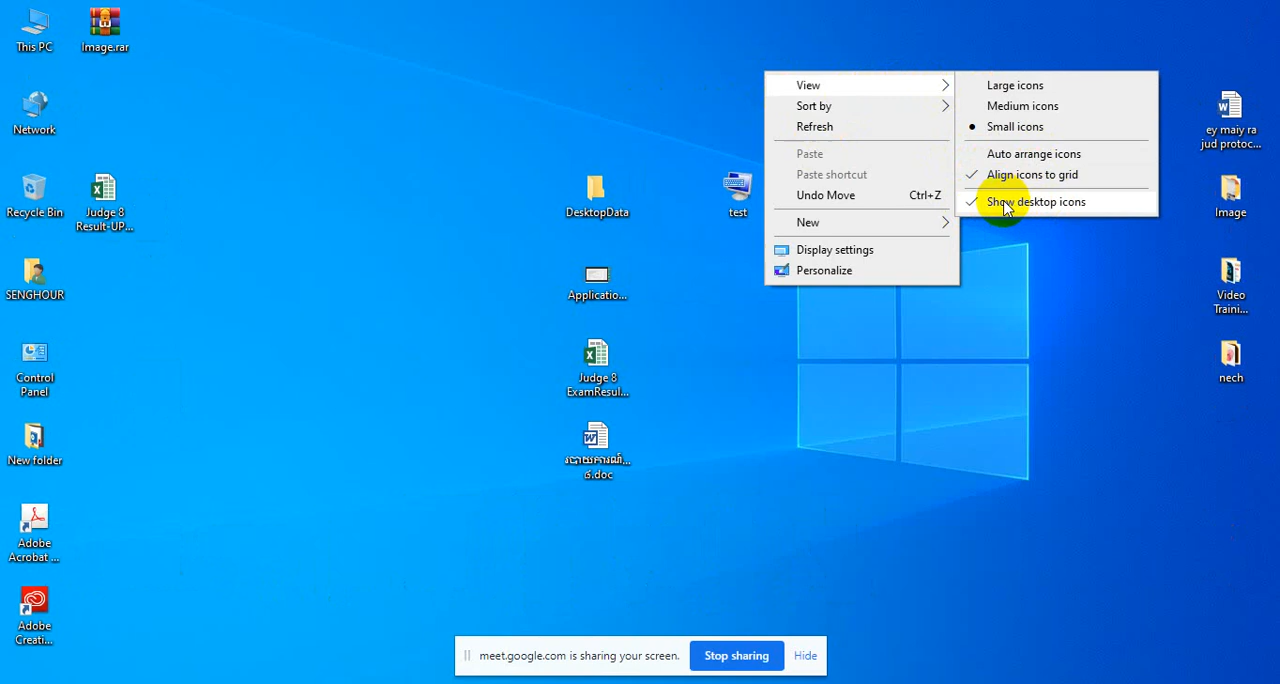 This PC
Image.rar
Network
Recycle Bin
Judge 8
Result-UP...
SENGHOUR
Control
Panel
New folder
Adobe
Acrobat ...
Adobe
Creati...
DesktopData
test
Applicatio...
Judge 8
ExamResul...
៤.doc
View
Sort by
Refresh
Paste
Paste shortcut
Undo Move Ctrl+Z
New
Display settings
Personalize
Large icons
Medium icons
Small icons
Auto arrange icons
Align icons to grid
Show desktop icons
ey maiy ra
jud protoc...
Image
Video
Traini...
nech
meet.google.com is sharing your screen.
Stop sharing
Hide